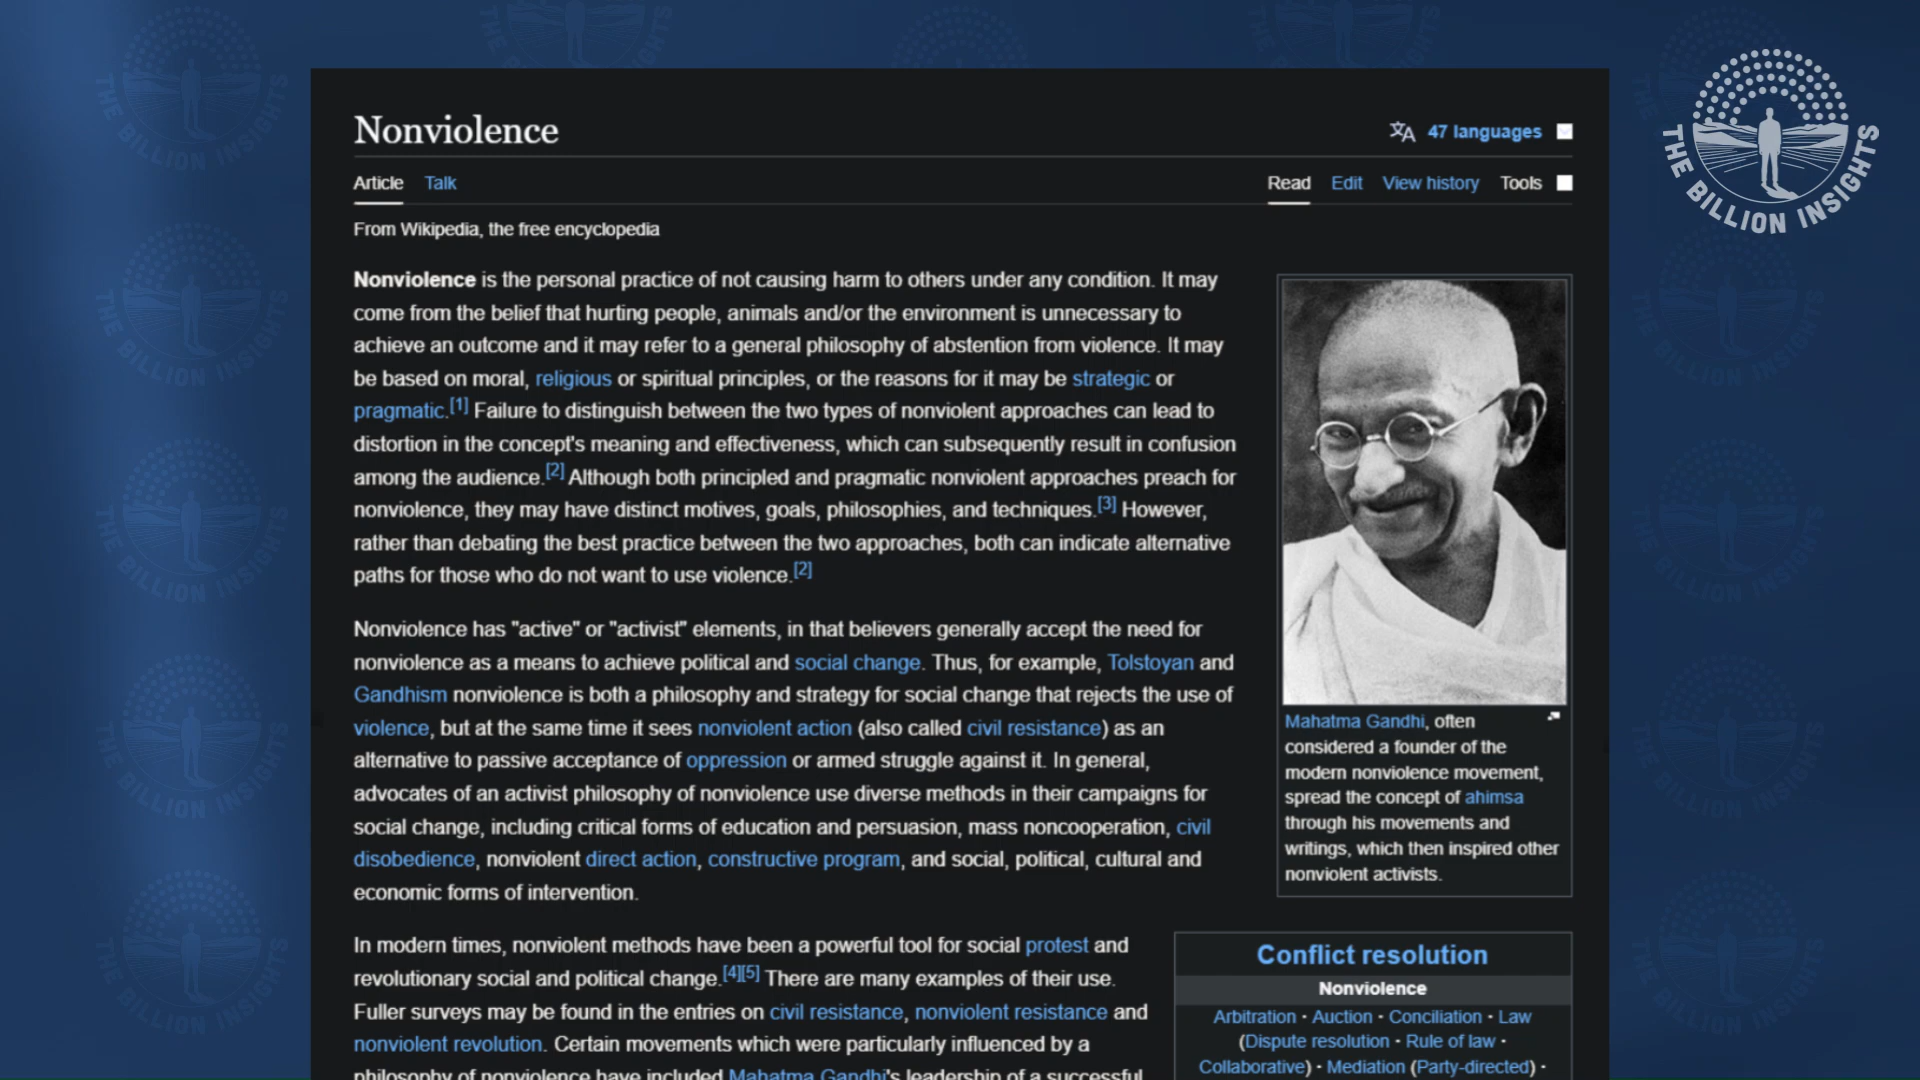 THE BILLION INSIGHTS
Nonviolence
47 languages
Article Talk
Read Edit View history Tools
From Wikipedia, the free encyclopedia
Nonviolence is the personal practice of not causing harm to others under any condition. It may
come from the belief that hurting people, animals and/or the environment is unnecessary to
achieve an outcome and it may refer to a general philosophy of abstention from violence. It may
be based on moral, religious or spiritual principles, or the reasons for it may be strategic or
pragmatic.[1] Failure to distinguish between the two types of nonviolent approaches can lead to
distortion in the concept's meaning and effectiveness, which can subsequently result in confusion
among the audience.[2] Although both principled and pragmatic nonviolent approaches preach for
nonviolence, they may have distinct motives, goals, philosophies, and techniques.[3] However,
rather than debating the best practice between the two approaches, both can indicate alternative
paths for those who do not want to use violence.[2]
Nonviolence has "active" or "activist" elements, in that believers generally accept the need for
nonviolence as a means to achieve political and social change. Thus, for example, Tolstoyan and
Gandhism nonviolence is both a philosophy and strategy for social change that rejects the use of
violence, but at the same time it sees nonviolent action (also called civil resistance) as an
alternative to passive acceptance of oppression or armed struggle against it. In general,
advocates of an activist philosophy of nonviolence use diverse methods in their campaigns for
social change, including critical forms of education and persuasion, mass noncooperation, civil
disobedience, nonviolent direct action, constructive program, and social, political, cultural and
economic forms of intervention.
In modern times, nonviolent methods have been a powerful tool for social protest and
revolutionary social and political change.[4][5] There are many examples of their use.
Fuller surveys may be found in the entries on civil resistance, nonviolent resistance and
nonviolent revolution. Certain movements which were particularly influenced by a
philosophy of nonviolence have included Mahatma Gandhi's leadership of a successful
Mahatma Gandhi, often
considered a founder of the
modern nonviolence movement,
spread the concept of ahimsa
through his movements and
writings, which then inspired other
nonviolent activists.
Conflict resolution
Nonviolence
Arbitration · Auction · Conciliation · Law
(Dispute resolution · Rule of law ·
Collaborative) · Mediation (Party-directed) ·